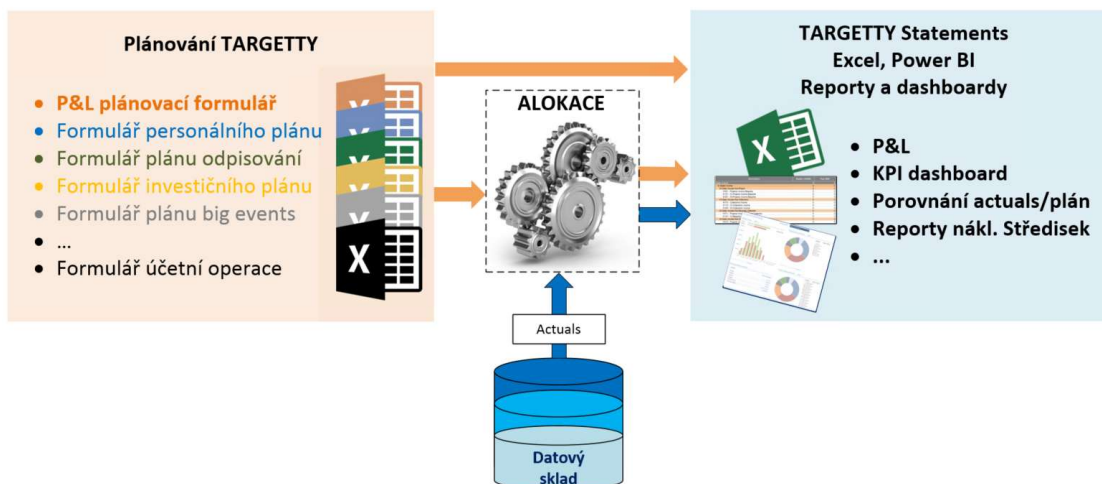 Plánování TARGETTY
• P&L plánovací formulář
• Formulář personálního plánu
• Formulář plánu odpisování
• Formulář investičního plánu
• Formulář plánu big events
• ...
• Formulář účetní operace
ALOKACE
Actuals
Datový
sklad
TARGETTY Statements
Excel, Power BI
Reporty a dashboardy
• P&L
• KPI dashboard
• Porovnání actuals/plán
• Reporty nákl. Středisek
• ...